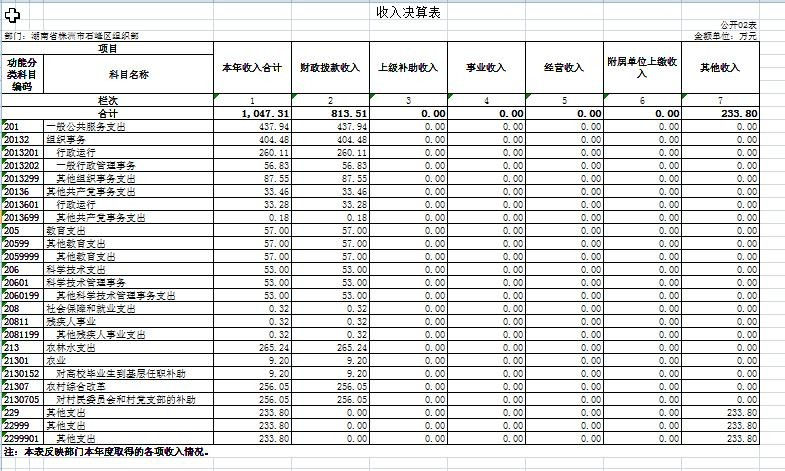 收入决算表
公开02表
部门：湖南省株洲市石峰区组织部 金额单位：万元
项目 本年收入合计 财政拨款收入 上级补助收入 事业收入 经营收入 附属单位上缴收入 其他收入
功能分类科目编码 科目名称
栏次 1 2 3 4 5 6 7
合计 1,047.31 813.51 0.00 0.00 0.00 0.00 233.80
201 一般公共服务支出 437.94 437.94 0.00 0.00 0.00 0.00 0.00
20132 组织事务 404.48 404.48 0.00 0.00 0.00 0.00 0.00
2013201 行政运行 260.11 260.11 0.00 0.00 0.00 0.00 0.00
2013202 一般行政管理事务 56.83 56.83 0.00 0.00 0.00 0.00 0.00
2013299 其他组织事务支出 87.55 87.55 0.00 0.00 0.00 0.00 0.00
20136 其他共产党事务支出 33.46 33.46 0.00 0.00 0.00 0.00 0.00
2013601 行政运行 33.28 33.28 0.00 0.00 0.00 0.00 0.00
2013699 其他共产党事务支出 0.18 0.18 0.00 0.00 0.00 0.00 0.00
205 教育支出 57.00 57.00 0.00 0.00 0.00 0.00 0.00
20599 其他教育支出 57.00 57.00 0.00 0.00 0.00 0.00 0.00
2059999 其他教育支出 57.00 57.00 0.00 0.00 0.00 0.00 0.00
206 科学技术支出 53.00 53.00 0.00 0.00 0.00 0.00 0.00
20601 科学技术管理事务 53.00 53.00 0.00 0.00 0.00 0.00 0.00
2060199 其他科学技术管理事务支出 53.00 53.00 0.00 0.00 0.00 0.00 0.00
208 社会保障和就业支出 0.32 0.32 0.00 0.00 0.00 0.00 0.00
20811 残疾人事业 0.32 0.32 0.00 0.00 0.00 0.00 0.00
2081199 其他残疾人事业支出 0.32 0.32 0.00 0.00 0.00 0.00 0.00
213 农林水支出 265.24 265.24 0.00 0.00 0.00 0.00 0.00
21301 农业 9.20 9.20 0.00 0.00 0.00 0.00 0.00
2130152 对高校毕业生到基层任职补助 9.20 9.20 0.00 0.00 0.00 0.00 0.00
21307 农村综合改革 256.05 256.05 0.00 0.00 0.00 0.00 0.00
2130705 对村民委员会和村党支部的补助 256.05 256.05 0.00 0.00 0.00 0.00 0.00
229 其他支出 233.80 0.00 0.00 0.00 0.00 0.00 233.80
22999 其他支出 233.80 0.00 0.00 0.00 0.00 0.00 233.80
2299901 其他支出 233.80 0.00 0.00 0.00 0.00 0.00 233.80
注：本表反映部门本年度取得的各项收入情况。